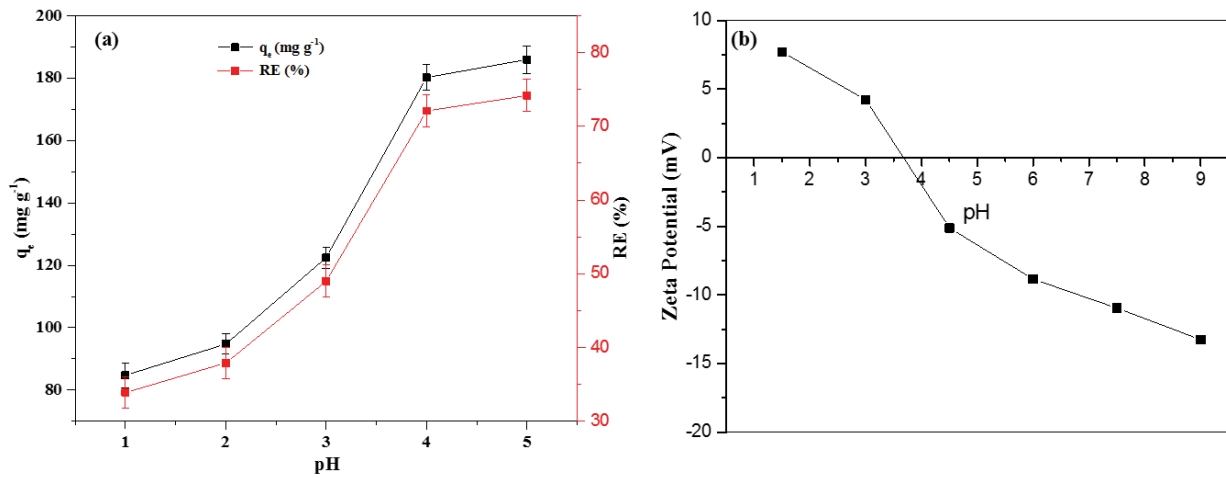 (a)
qe (mg g-1)
RE (%)
200
180
160
140
120
100
80
qe (mg g-1)
80
70
60
50
40
30
RE (%)
1 2 3 4 5
pH
(b)
10
5
0
-5
-10
-15
-20
Zeta Potential (mV)
1 2 3 4 5 6 7 8 9
pH